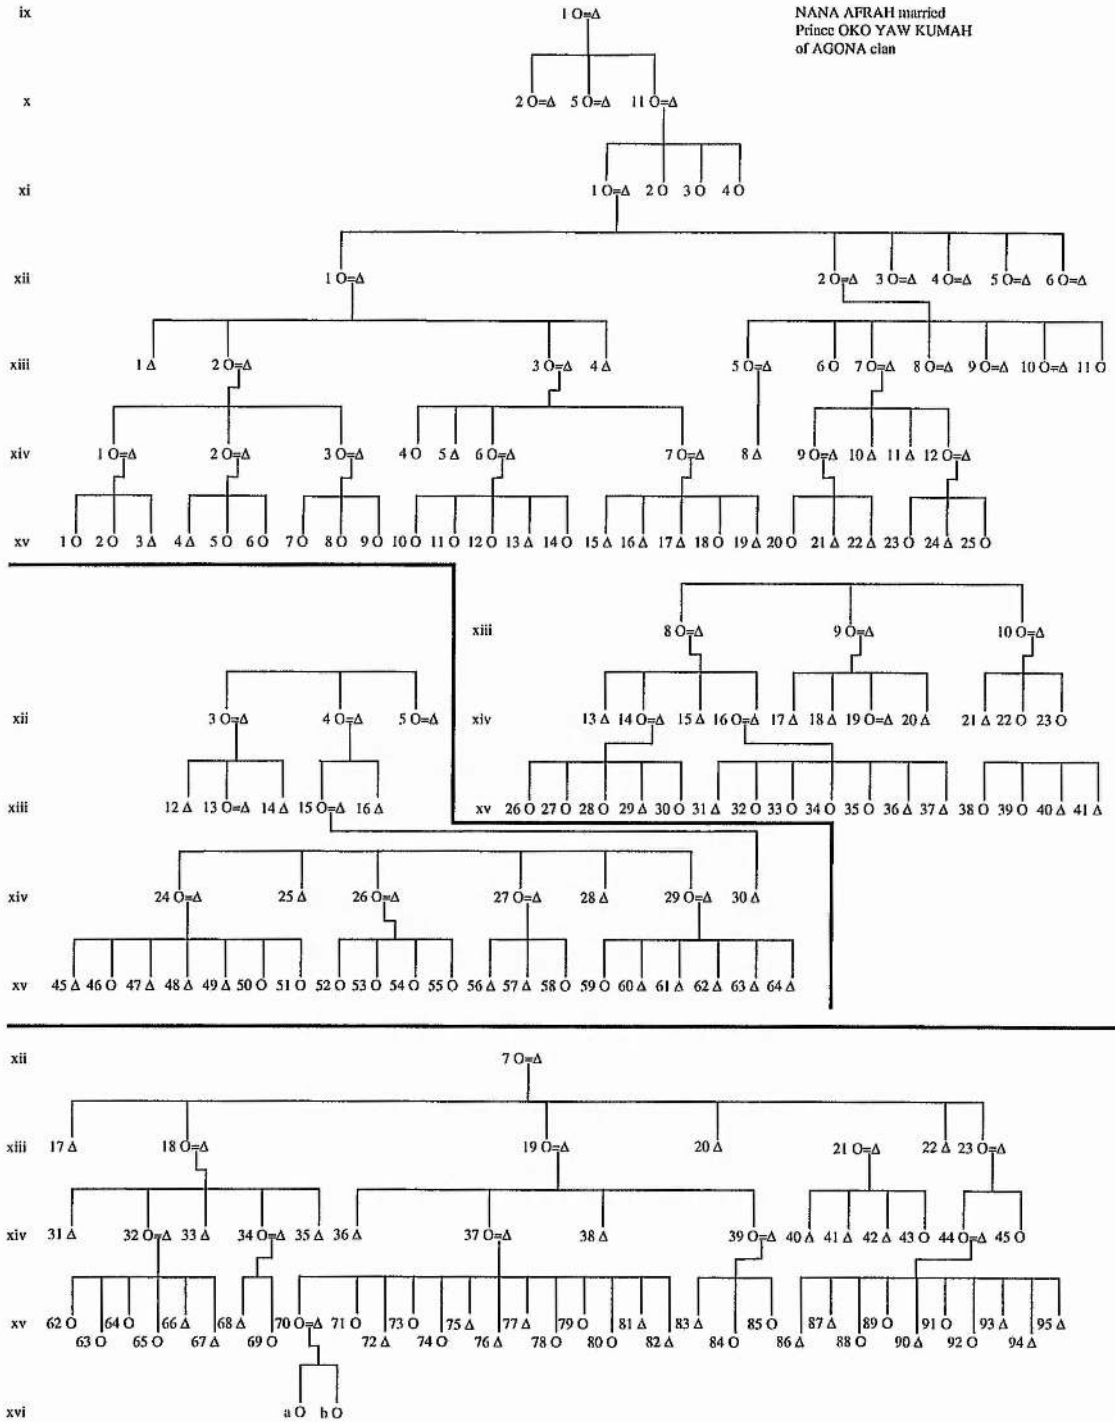 ix 1 O=Δ NANA AFRAH married
Prince OKO YAW KUMAH
of AGONA clan
x 2 O=Δ 5 O=Δ 11 O=Δ
xi 1 O=Δ 2 O 3 O 4 O
xii 1 O=Δ 2 O=Δ 3 O=Δ 4 O=Δ 5 O=Δ 6 O=Δ
xiii 1 Δ 2 O=Δ 3 O=Δ 4 Δ 5 O=Δ 6 O 7 O=Δ 8 O=Δ 9 O=Δ 10 O=Δ 11 O
xiv 1 O=Δ 2 O=Δ 3 O=Δ 4 O 5 Δ 6 O=Δ 7 O=Δ 8 Δ 9 O=Δ 10 Δ 11 Δ 12 O=Δ
xv 1 O 2 O 3 Δ 4 Δ 5 O 6 O 7 O 8 O 9 O 10 O 11 O 12 O 13 Δ 14 O 15 Δ 16 Δ 17 Δ 18 O 19 Δ 20 O 21 Δ 22 Δ 23 O 24 Δ 25 O
xiii 8 O=Δ 9 O=Δ 10 O=Δ
xiv 13 Δ 14 O=Δ 15 Δ 16 O=Δ 17 Δ 18 Δ 19 O=Δ 20 Δ 21 Δ 22 O 23 O
xv 26 O 27 O 28 O 29 Δ 30 O 31 Δ 32 O 33 O 34 O 35 O 36 Δ 37 Δ 38 O 39 O 40 Δ 41 Δ
xii 3 O=Δ 4 O=Δ 5 O=Δ
xiii 12 Δ 13 O=Δ 14 Δ 15 O=Δ 16 Δ
xiv 24 O=Δ 25 Δ 26 O=Δ 27 O=Δ 28 Δ 29 O=Δ 30 Δ
xv 45 Δ 46 O 47 Δ 48 Δ 49 Δ 50 O 51 O 52 O 53 O 54 O 55 O 56 Δ 57 Δ 58 O 59 O 60 Δ 61 Δ 62 Δ 63 Δ 64 Δ
xii 7 O=Δ
xiii 17 Δ 18 O=Δ 19 O=Δ 20 Δ 21 O=Δ 22 Δ 23 O=Δ
xiv 31 Δ 32 O=Δ 33 Δ 34 O=Δ 35 Δ 36 Δ 37 O=Δ 38 Δ 39 O=Δ 40 Δ 41 Δ 42 Δ 43 O 44 O=Δ 45 O
xv 62 O 64 O 66 Δ 68 Δ 70 O=Δ 71 O 73 O 75 Δ 77 Δ 79 O 81 Δ 83 Δ 85 O 87 Δ 89 O 91 O 93 Δ 95 Δ
63 O 65 O 67 Δ 69 O 72 Δ 74 O 76 Δ 78 O 80 O 82 Δ 84 O 86 Δ 88 O 90 Δ 92 O 94 Δ
xvi a O b O